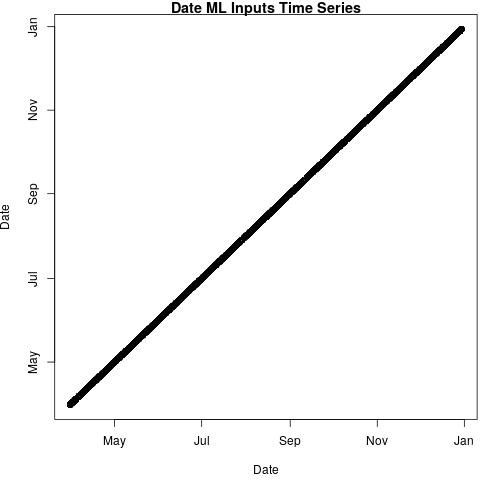 Date ML Inputs Time Series
Jan
Nov
Sep
Jul
May
Date
May Jul Sep Nov Jan
Date